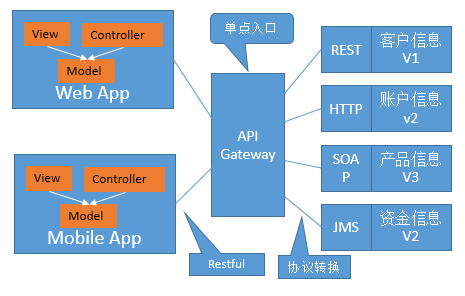 View
Controller
Model
Web App
View
Controller
Model
Mobile App
单点入口
API
Gateway
Restful
协议转换
REST
客户信息
V1
HTTP
账户信息
v2
SOA
P
产品信息
V3
JMS
资金信息
V2